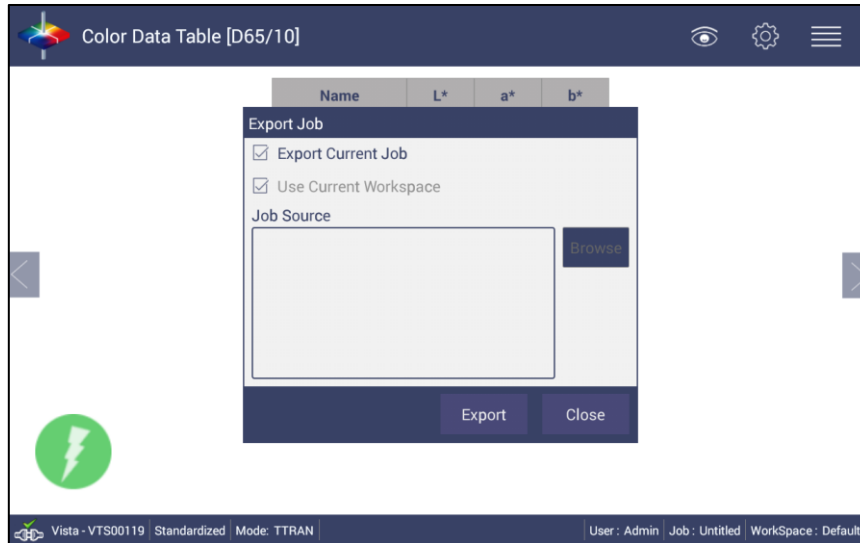 Color Data Table [D65/10]
Name L* a* b*
Export Job
Export Current Job
Use Current Workspace
Job Source
Browse
Export Close
Vista - VTS00119 Standardized Mode: TTRAN User : Admin Job : Untitled WorkSpace : Default